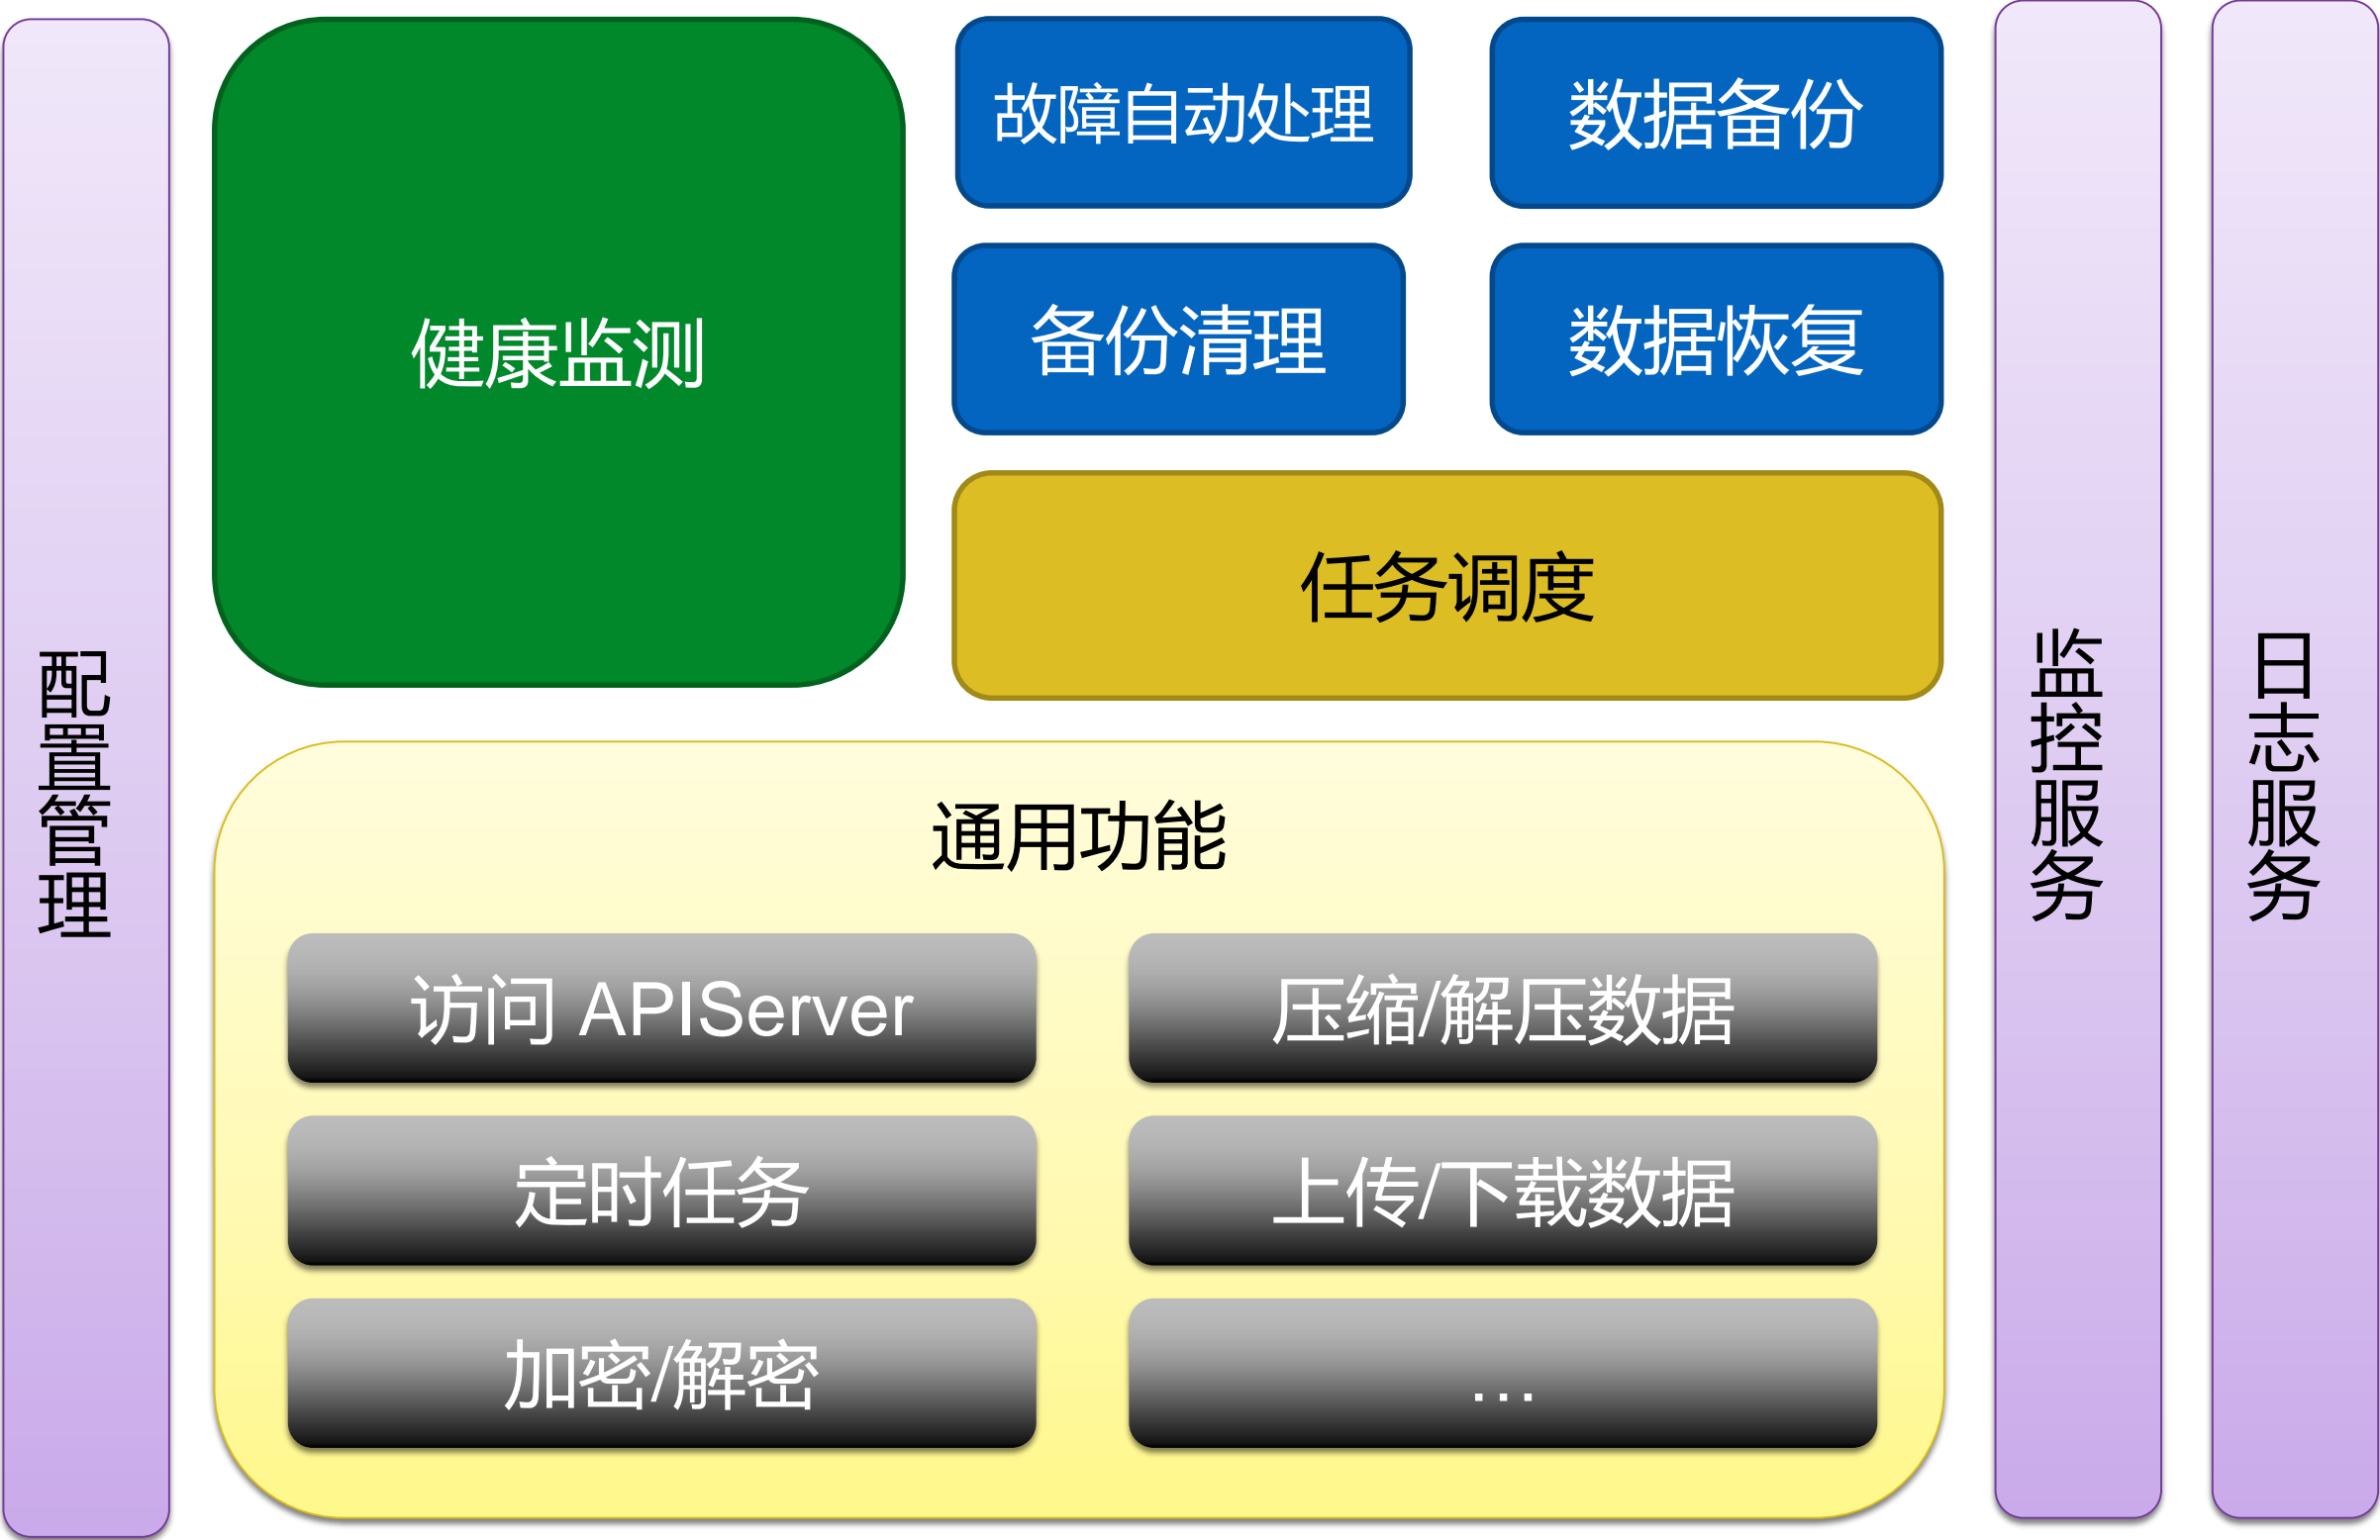 配置管理
健康监测
故障自动处理
数据备份
备份清理
数据恢复
任务调度
通用功能
访问 APIServer
压缩/解压数据
定时任务
上传/下载数据
加密/解密
...
监控服务
日志服务